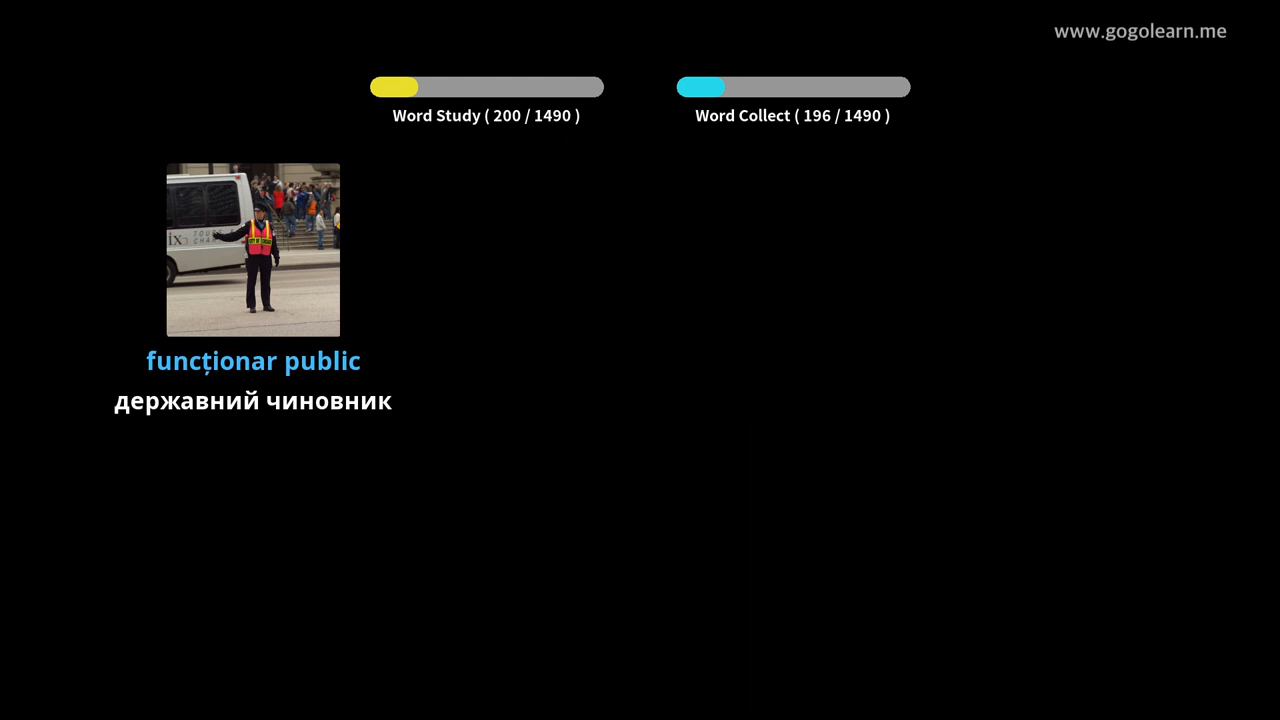 www.gogolearn.me
Word Study ( 200 / 1490 )
Word Collect ( 196 / 1490 )
funcționar public
державний чиновник